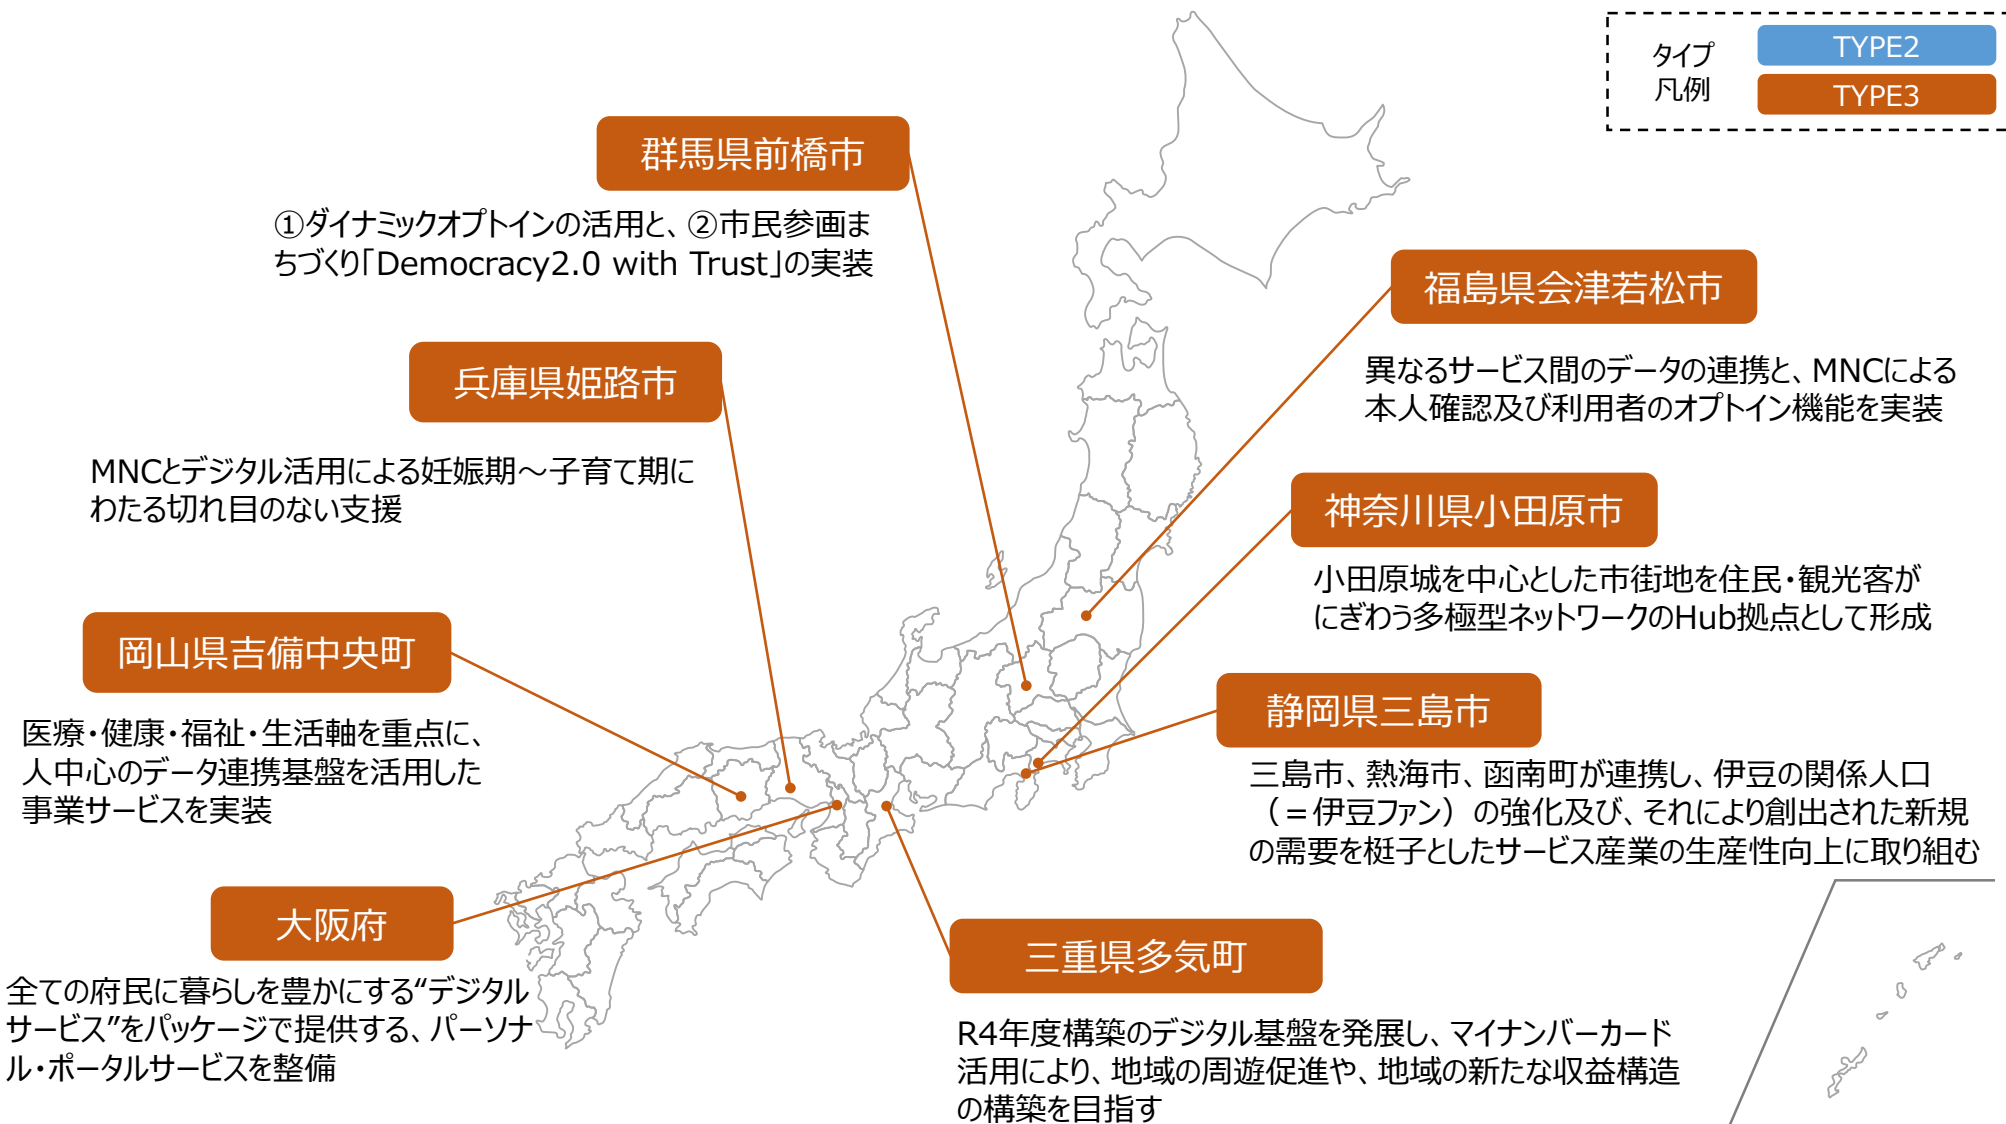 タイプ
凡例
TYPE2
TYPE3
群馬県前橋市
①ダイナミックオプトインの活用と、②市民参画ま
ちづくり「Democracy2.0 with Trust」の実装
福島県会津若松市
異なるサービス間のデータの連携と、MNCによる
本人確認及び利用者のオプトイン機能を実装
兵庫県姫路市
MNCとデジタル活用による妊娠期～子育て期に
わたる切れ目のない支援
神奈川県小田原市
小田原城を中心とした市街地を住民・観光客が
にぎわう多極型ネットワークのHub拠点として形成
岡山県吉備中央町
医療・健康・福祉・生活軸を重点に、
人中心のデータ連携基盤を活用した
事業サービスを実装
静岡県三島市
三島市、熱海市、函南町が連携し、伊豆の関係人口
（＝伊豆ファン）の強化及び、それにより創出された新規
の需要を梃子としたサービス産業の生産性向上に取り組む
大阪府
全ての府民に暮らしを豊かにする“デジタル
サービス”をパッケージで提供する、パーソナ
ル・ポータルサービスを整備
三重県多気町
R4年度構築のデジタル基盤を発展し、マイナンバーカード
活用により、地域の周遊促進や、地域の新たな収益構造
の構築を目指す